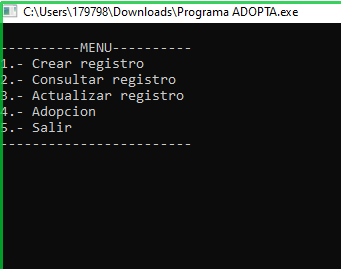 C:\Users\179798\Downloads\Programa ADOPTA.exe
----------MENU----------
1.- Crear registro
2.- Consultar registro
3.- Actualizar registro
4.- Adopcion
5.- Salir
------------------------